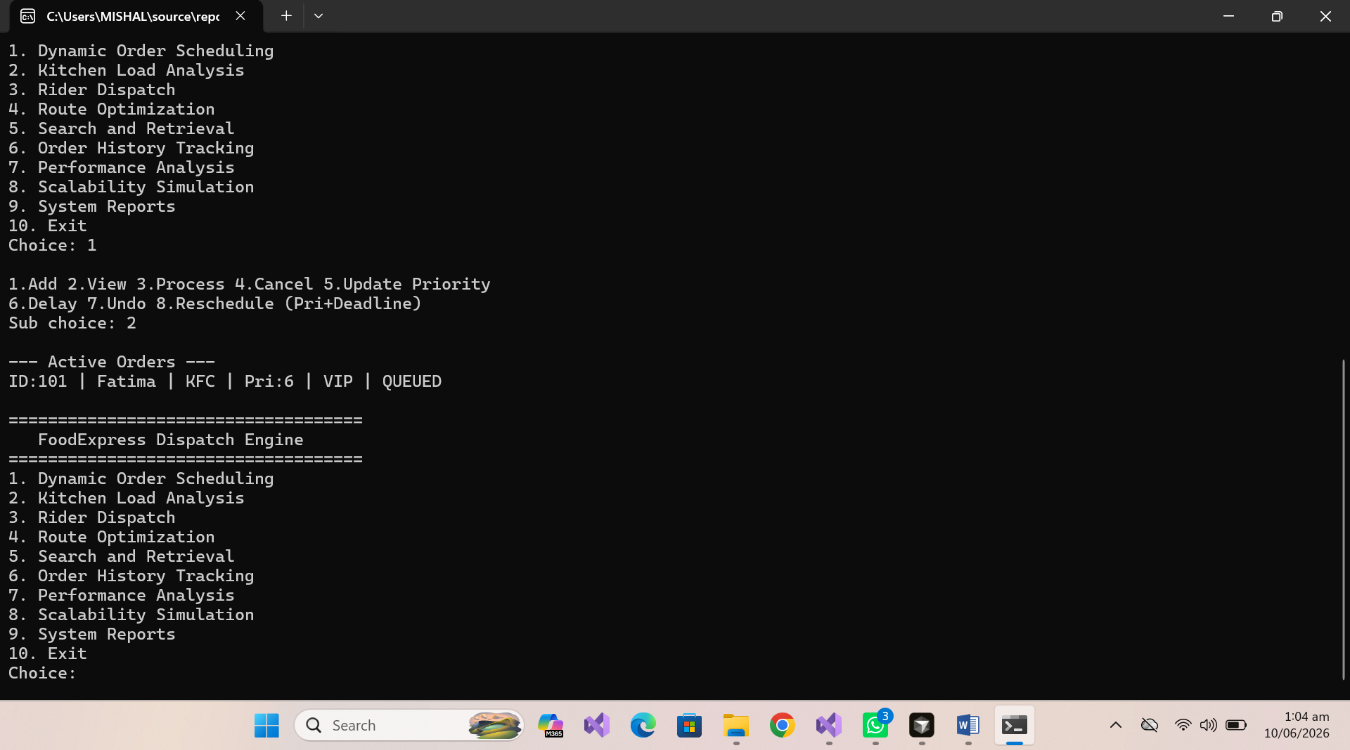 C:\Users\MISHAL\source\repc
1. Dynamic Order Scheduling
2. Kitchen Load Analysis
3. Rider Dispatch
4. Route Optimization
5. Search and Retrieval
6. Order History Tracking
7. Performance Analysis
8. Scalability Simulation
9. System Reports
10. Exit
Choice: 1
1.Add 2.View 3.Process 4.Cancel 5.Update Priority
6.Delay 7.Undo 8.Reschedule (Pri+Deadline)
Sub choice: 2
--- Active Orders ---
ID:101 | Fatima | KFC | Pri:6 | VIP | QUEUED
====================================
FoodExpress Dispatch Engine
====================================
1. Dynamic Order Scheduling
2. Kitchen Load Analysis
3. Rider Dispatch
4. Route Optimization
5. Search and Retrieval
6. Order History Tracking
7. Performance Analysis
8. Scalability Simulation
9. System Reports
10. Exit
Choice:
Search
M365
3
1:04 am
10/06/2026